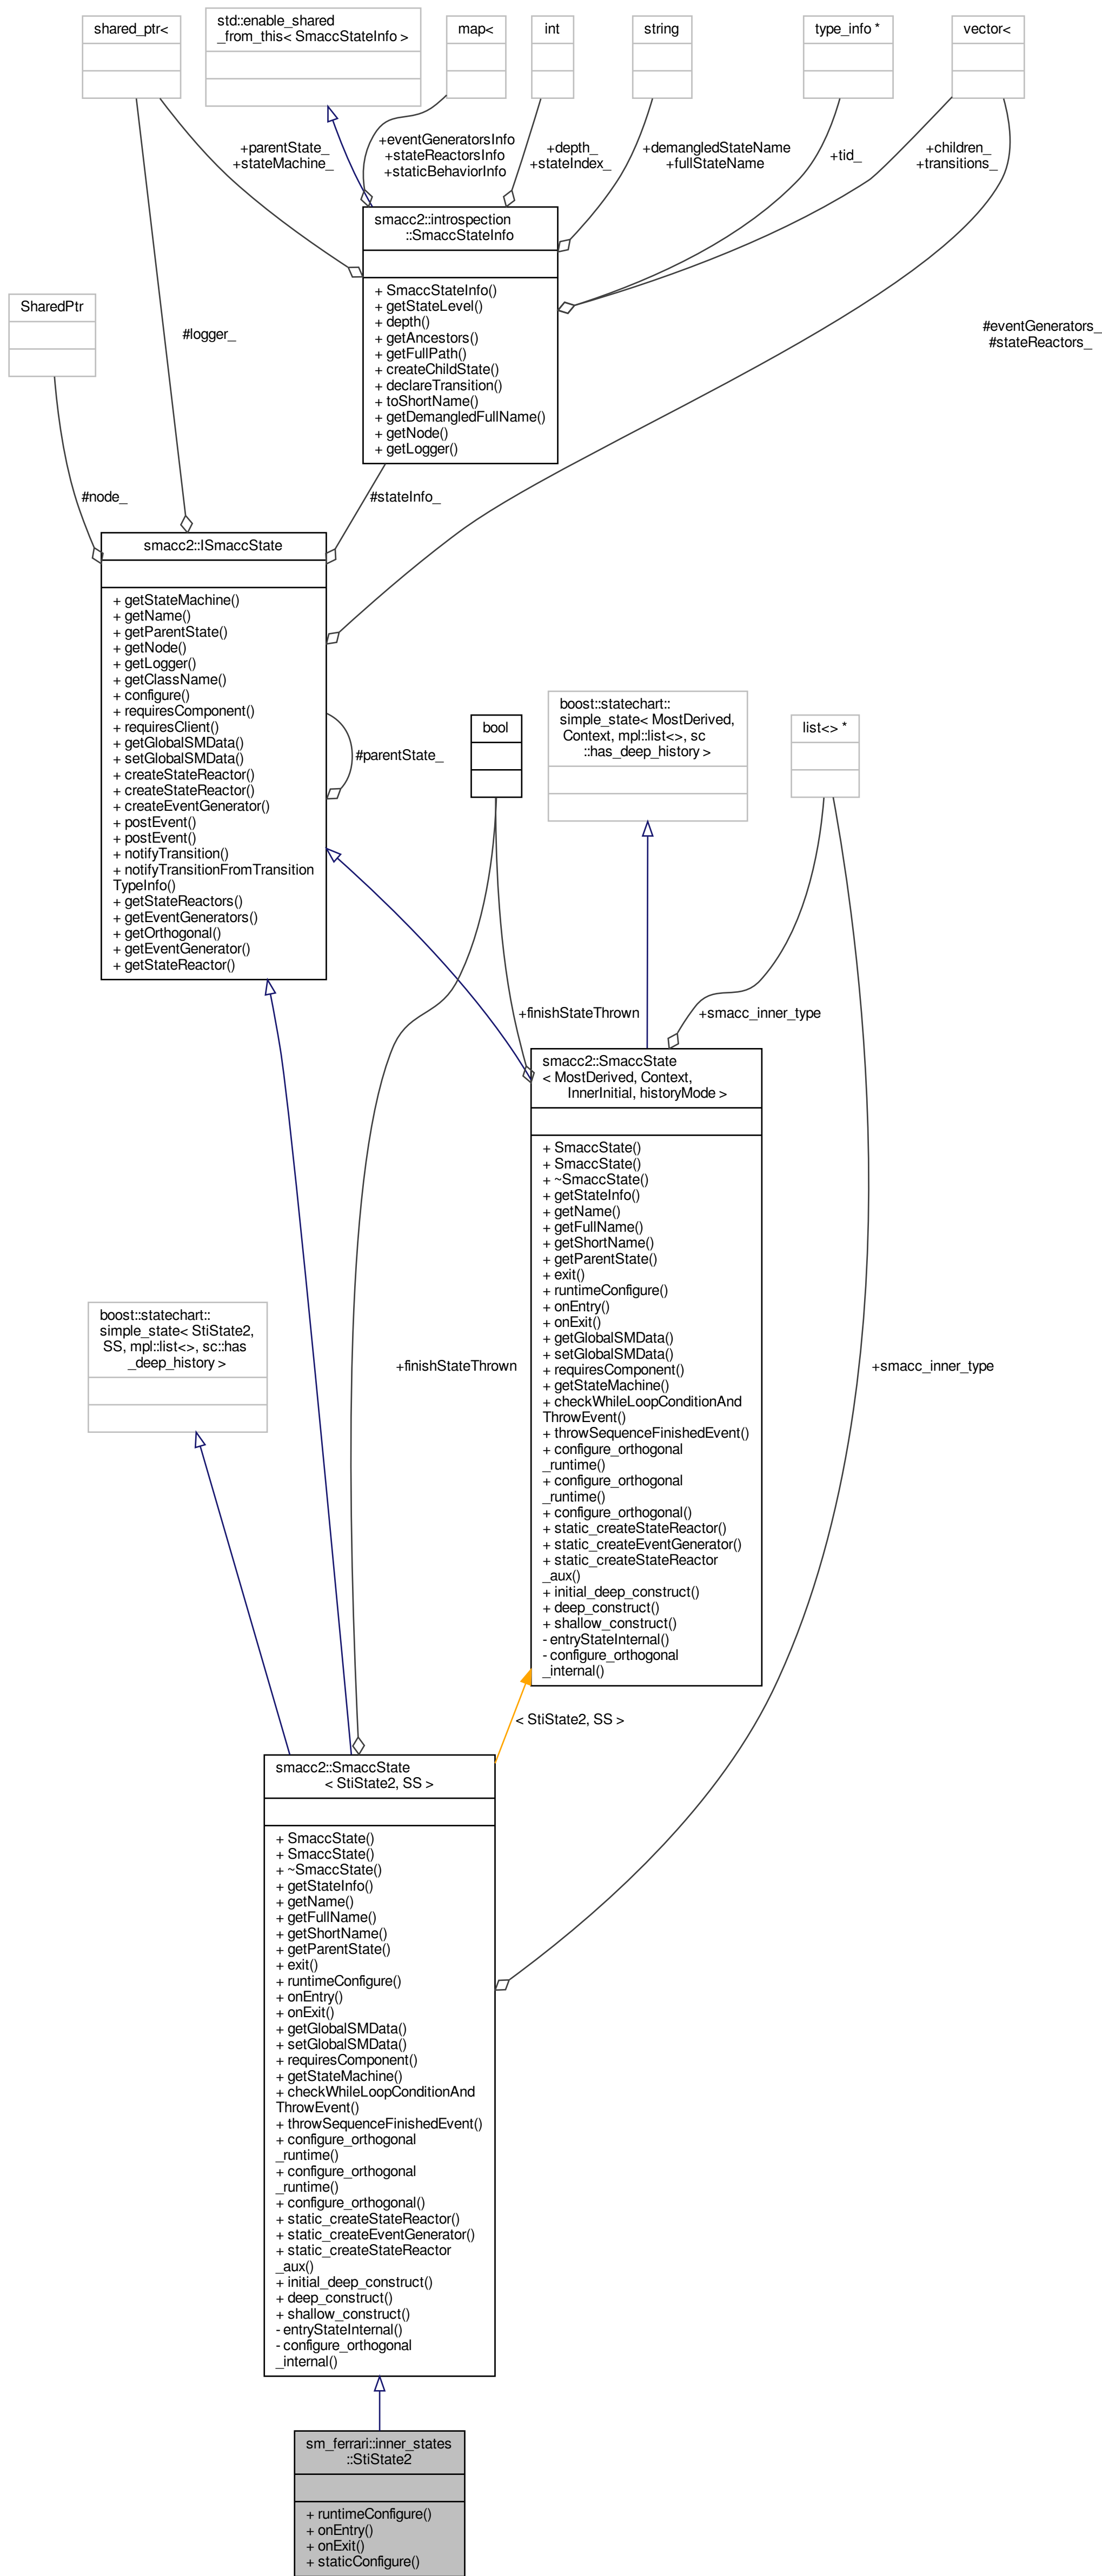 shared_ptr<
std::enable_shared
_from_this< SmaccStateInfo >
map<
int
string
type_info *
vector<
+parentState_
+stateMachine_
+eventGeneratorsInfo
+stateReactorsInfo
+staticBehaviorInfo
+depth_
+stateIndex_
+demangledStateName
+fullStateName
+tid_
+children_
+transitions_
smacc2::introspection
::SmaccStateInfo
+ SmaccStateInfo()
+ getStateLevel()
+ depth()
+ getAncestors()
+ getFullPath()
+ createChildState()
+ declareTransition()
+ toShortName()
+ getDemangledFullName()
+ getNode()
+ getLogger()
SharedPtr
#logger_
#eventGenerators_
#stateReactors_
#node_
#stateInfo_
smacc2::ISmaccState
+ getStateMachine()
+ getName()
+ getParentState()
+ getNode()
+ getLogger()
+ getClassName()
+ configure()
+ requiresComponent()
+ requiresClient()
+ getGlobalSMData()
+ setGlobalSMData()
+ createStateReactor()
+ createStateReactor()
+ createEventGenerator()
+ postEvent()
+ postEvent()
+ notifyTransition()
+ notifyTransitionFromTransition
TypeInfo()
+ getStateReactors()
+ getEventGenerators()
+ getOrthogonal()
+ getEventGenerator()
+ getStateReactor()
#parentState_
bool
boost::statechart::
simple_state< MostDerived,
Context, mpl::list<>, sc
::has_deep_history >
list<> *
+finishStateThrown
+smacc_inner_type
smacc2::SmaccState
< MostDerived, Context,
InnerInitial, historyMode >
+ SmaccState()
+ SmaccState()
+ ~SmaccState()
+ getStateInfo()
+ getName()
+ getFullName()
+ getShortName()
+ getParentState()
+ exit()
+ runtimeConfigure()
+ onEntry()
+ onExit()
+ getGlobalSMData()
+ setGlobalSMData()
+ requiresComponent()
+ getStateMachine()
+ checkWhileLoopConditionAnd
ThrowEvent()
+ throwSequenceFinishedEvent()
+ configure_orthogonal
_runtime()
+ configure_orthogonal
_runtime()
+ configure_orthogonal()
+ static_createStateReactor()
+ static_createEventGenerator()
+ static_createStateReactor
_aux()
+ initial_deep_construct()
+ deep_construct()
+ shallow_construct()
- entryStateInternal()
- configure_orthogonal
_internal()
boost::statechart::
simple_state< StiState2,
SS, mpl::list<>, sc::has
_deep_history >
+finishStateThrown
+smacc_inner_type
< StiState2, SS >
smacc2::SmaccState
< StiState2, SS >
+ SmaccState()
+ SmaccState()
+ ~SmaccState()
+ getStateInfo()
+ getName()
+ getFullName()
+ getShortName()
+ getParentState()
+ exit()
+ runtimeConfigure()
+ onEntry()
+ onExit()
+ getGlobalSMData()
+ setGlobalSMData()
+ requiresComponent()
+ getStateMachine()
+ checkWhileLoopConditionAnd
ThrowEvent()
+ throwSequenceFinishedEvent()
+ configure_orthogonal
_runtime()
+ configure_orthogonal
_runtime()
+ configure_orthogonal()
+ static_createStateReactor()
+ static_createEventGenerator()
+ static_createStateReactor
_aux()
+ initial_deep_construct()
+ deep_construct()
+ shallow_construct()
- entryStateInternal()
- configure_orthogonal
_internal()
sm_ferrari::inner_states
::StiState2
+ runtimeConfigure()
+ onEntry()
+ onExit()
+ staticConfigure()